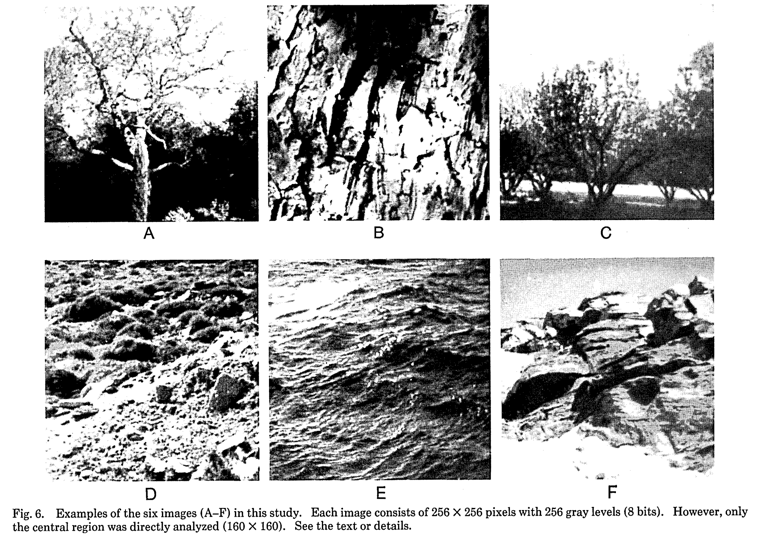 A
B
C
D
E
F
Fig. 6. Examples of the six images (A–F) in this study. Each image consists of 256 × 256 pixels with 256 gray levels (8 bits). However, only
the central region was directly analyzed (160 × 160). See the text or details.